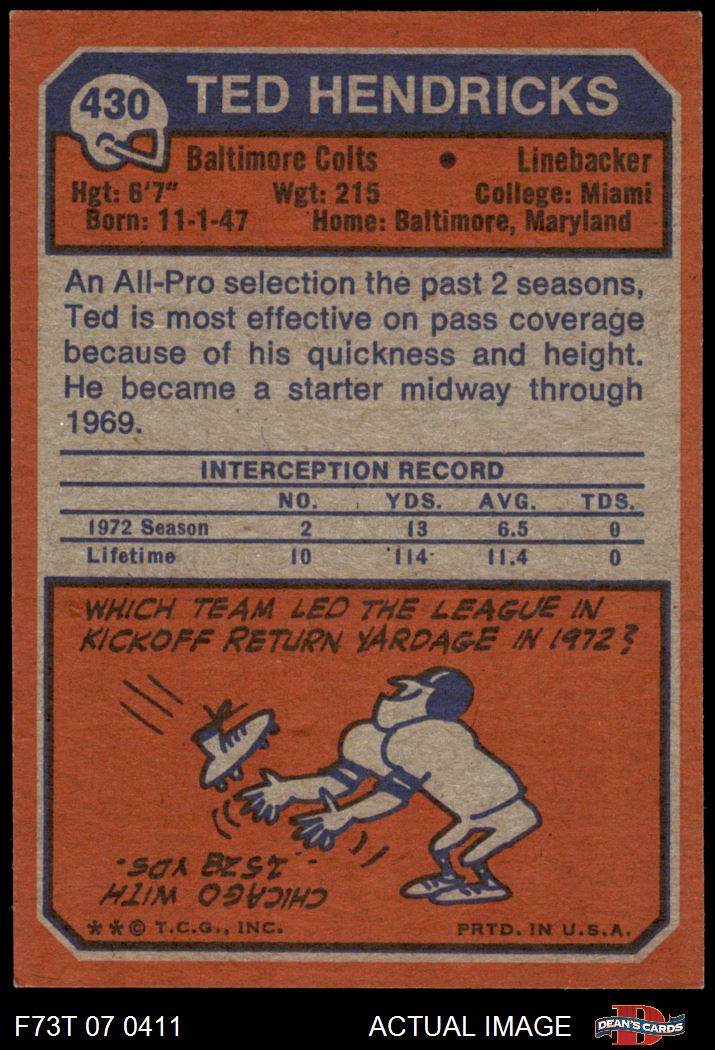 430
TED HENDRICKS
Baltimore Colts • Linebacker
Hgt: 6'7" Wgt: 215 College: Miami
Born: 11-1-47 Home: Baltimore, Maryland
An All-Pro selection the past 2 seasons,
Ted is most effective on pass coverage
because of his quickness and height.
He became a starter midway through
1969.
INTERCEPTION RECORD
NO. YDS. AVG. TDS.
1972 Season 2 13 6.5 0
Lifetime 10 114 11.4 0
WHICH TEAM LED THE LEAGUE IN
KICKOFF RETURN YARDAGE IN 1972?
CHICAGO WITH
1528 YDS.
**© T.C.G., INC. PRTD. IN U.S.A.
F73T 07 0411 ACTUAL IMAGE
D
DEAN'S CARDS